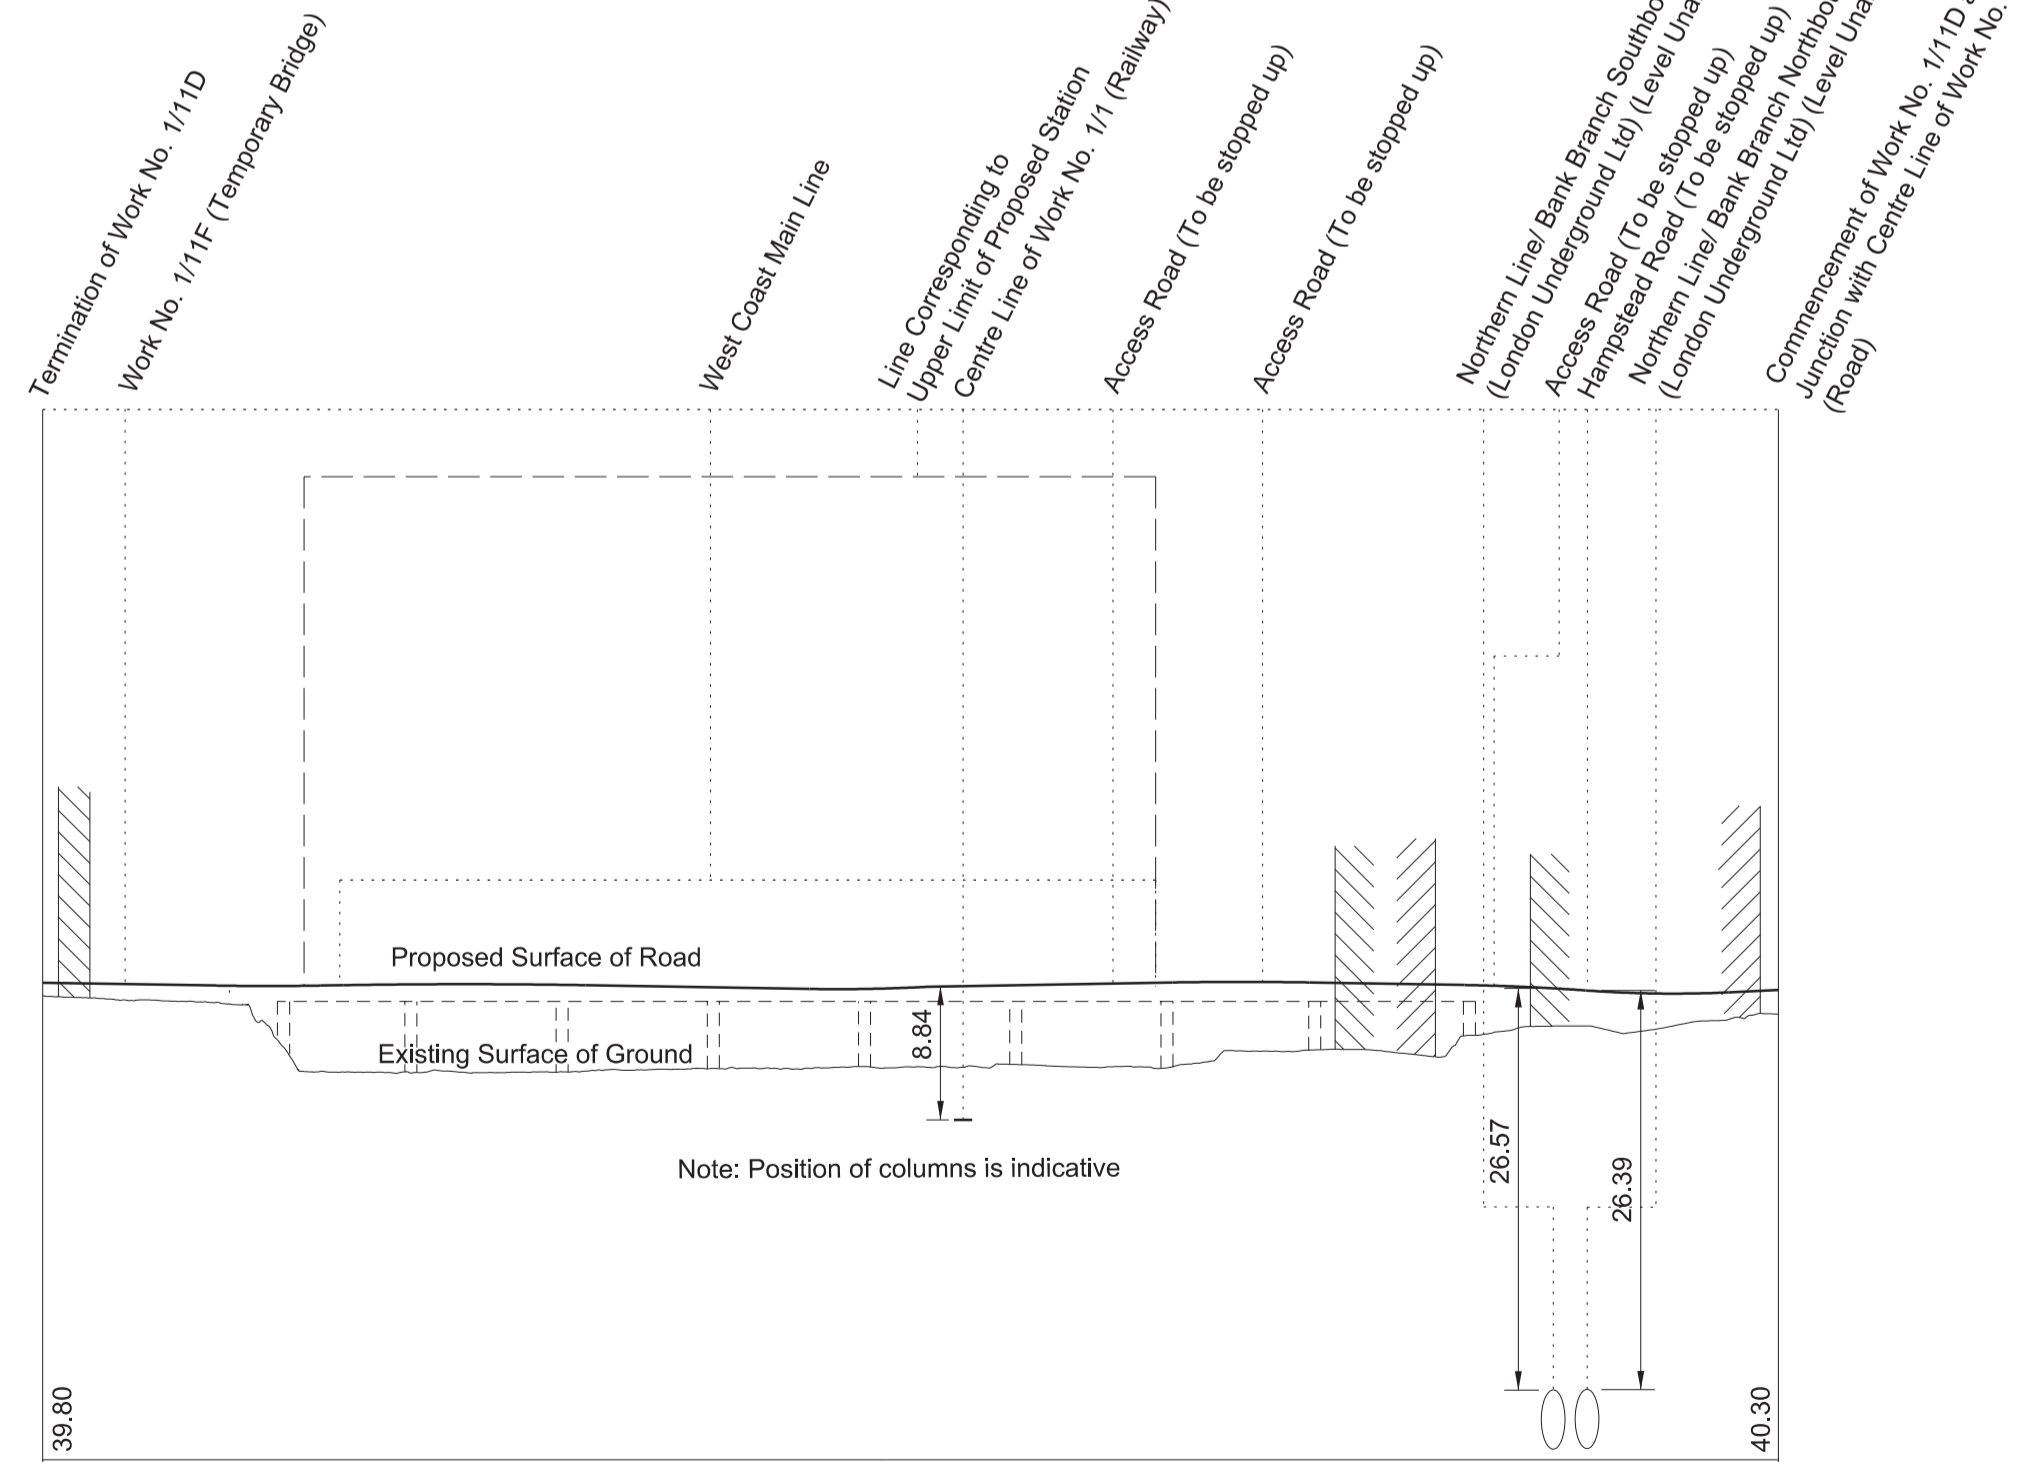 Termination of Work No. 1/11D
Work No. 1/11F (Temporary Bridge)
West Coast Main Line
Line Corresponding to
Upper Limit of Proposed Station
Centre Line of Work No. 1/1 (Railway)
Access Road (To be stopped up)
Access Road (To be stopped up)
Northern Line/ Bank Branch
(London Underground Ltd) (Level
Access Road (To be stopped up)
Hampstead Road (To be stopped up)
Northern Line/ Bank Branch
(London Underground Ltd) (Level
Commencement of Work No. 1/11D
Junction with Centre Line of Work No.
(Road)
Proposed Surface of Road
Existing Surface of Ground
8.84
Note: Position of columns is indicative
26.57
26.39
39.80
40.30